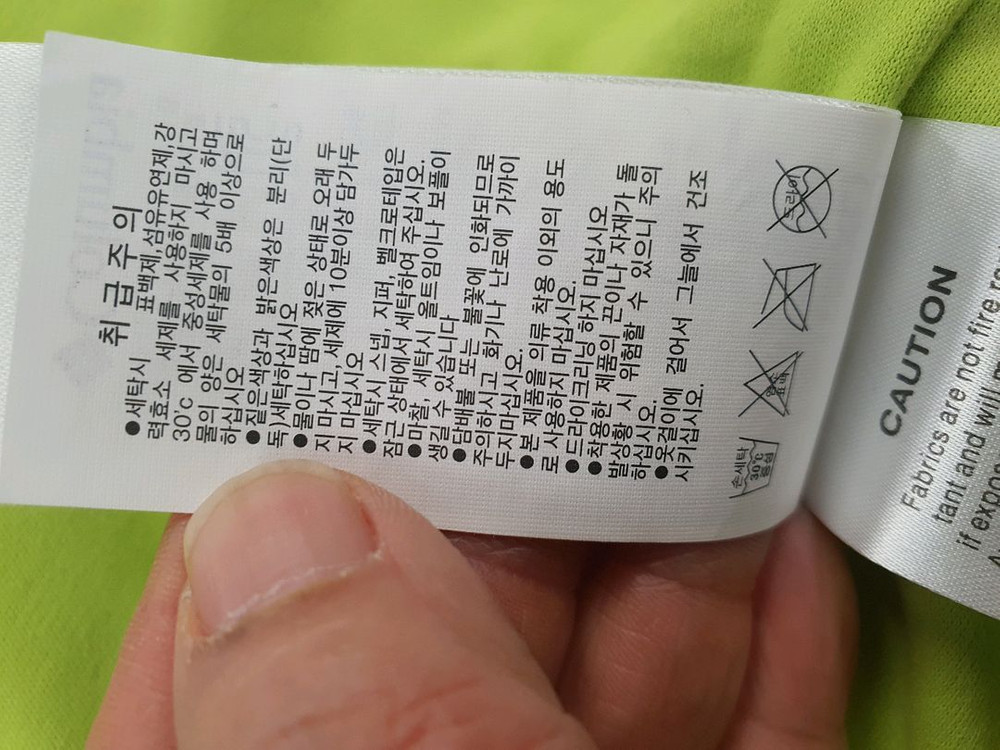 취급주의
●세탁시 표백제,섬유유연제,강
력효소 세제를 사용하지 마시고
30°c 에서 중성세제를 사용 하며
물의 양은 세탁물의 5배 이상으로
하십시오
●짙은색상과 밝은색상은 분리(단
독)세탁하십시오
●물이나 땀에 젖은 상태로 오래 두
지 마시고,세제에 10분이상 담가두
지 마십시오
●세탁시 스넵, 지퍼, 벨크로테입은
잠근 상태에서 세탁하여 주십시오.
●마찰, 세탁시 올트임이나 보플이
생길 수 있습니다
●담배불 또는 불꽃에 인화되므로
주의하시고 화기나 난로에 가까이
두지마십시오.
●본 제품을 의류 착용 이외의 용도
로 사용하지 마십시오.
●드라이크리닝 하지 마십시오
●착용한 제품의 끈이나 자재가 돌
발상황 시 위험할 수 있으니 주의
하십시오.
●옷걸이에 걸어서 그늘에서 건조
시키십시오.
손세탁
30°C
중성
드라이
CAUTION
Fabrics are not fire
tant and will
if